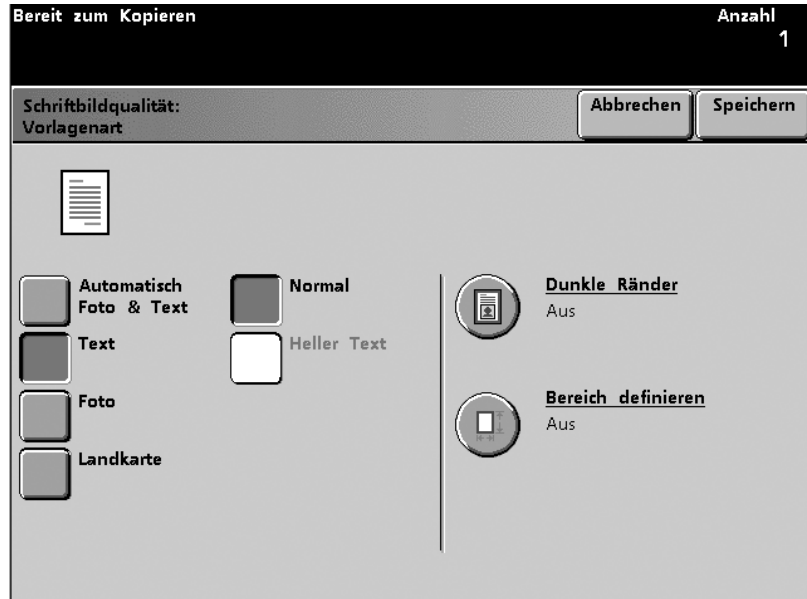 Bereit zum Kopieren
Anzahl
1
Schriftbildqualität:
Vorlagenart
Abbrechen
Speichern
Automatisch
Foto & Text
Text
Foto
Landkarte
Normal
Heller Text
Dunkle Ränder
Aus
Bereich definieren
Aus